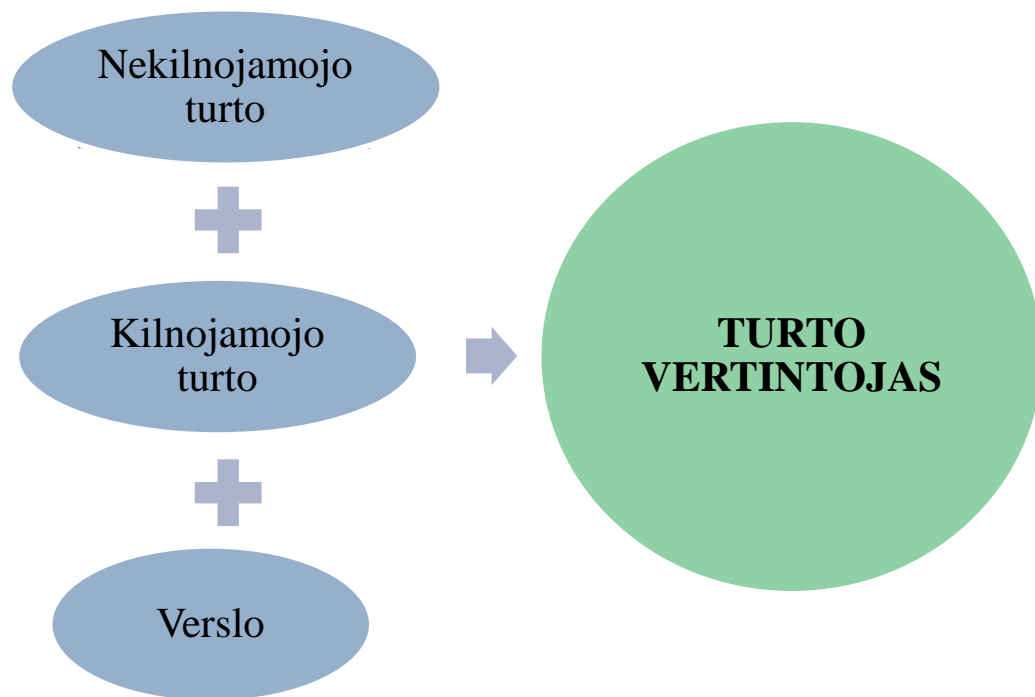 Nekilnojamojo
turto
Kilnojamojo
turto
Verslo
TURTO
VERTINTOJAS